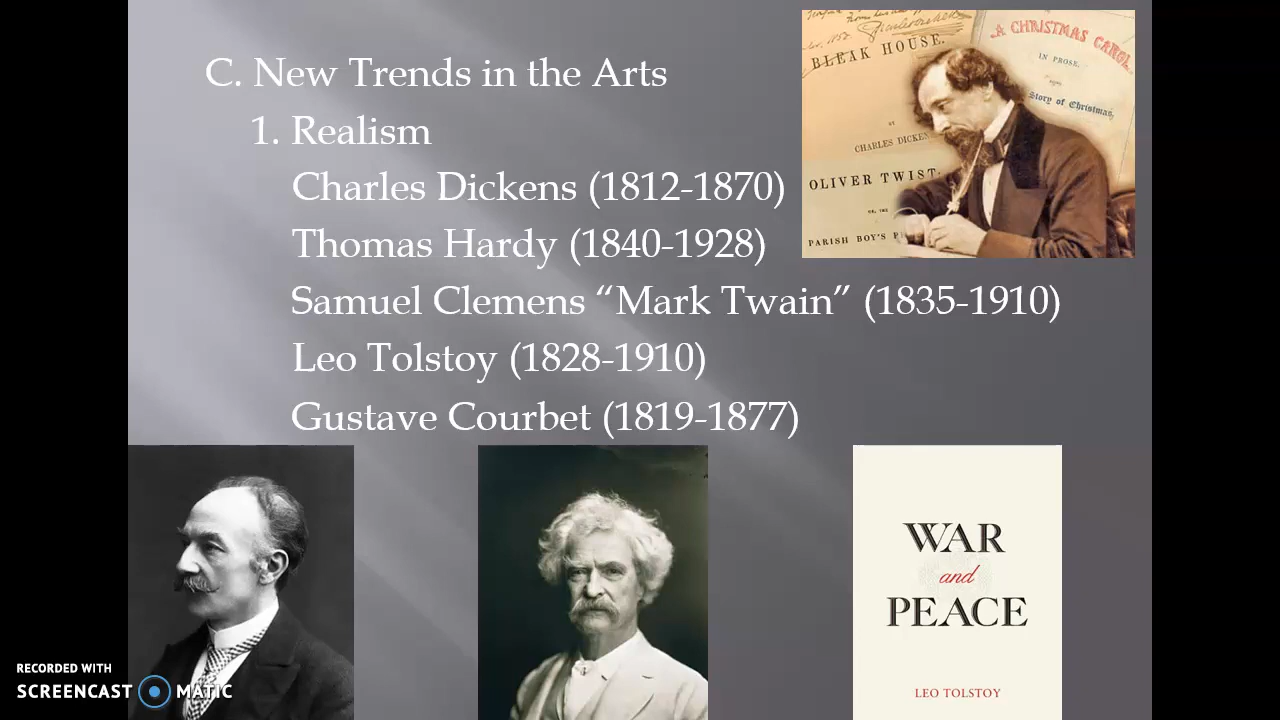 C. New Trends in the Arts
1. Realism
Charles Dickens (1812-1870)
Thomas Hardy (1840-1928)
Samuel Clemens “Mark Twain” (1835-1910)
Leo Tolstoy (1828-1910)
Gustave Courbet (1819-1877)
BLEAK HOUSE.
A CHRISTMAS CAROL
IN PROSE.
Story of Christmas,
CHARLES DICKENS
OLIVER TWIST.
OR, THE
PARISH BOY'S P
WAR
and
PEACE
LEO TOLSTOY
RECORDED WITH
SCREENCAST MATIC